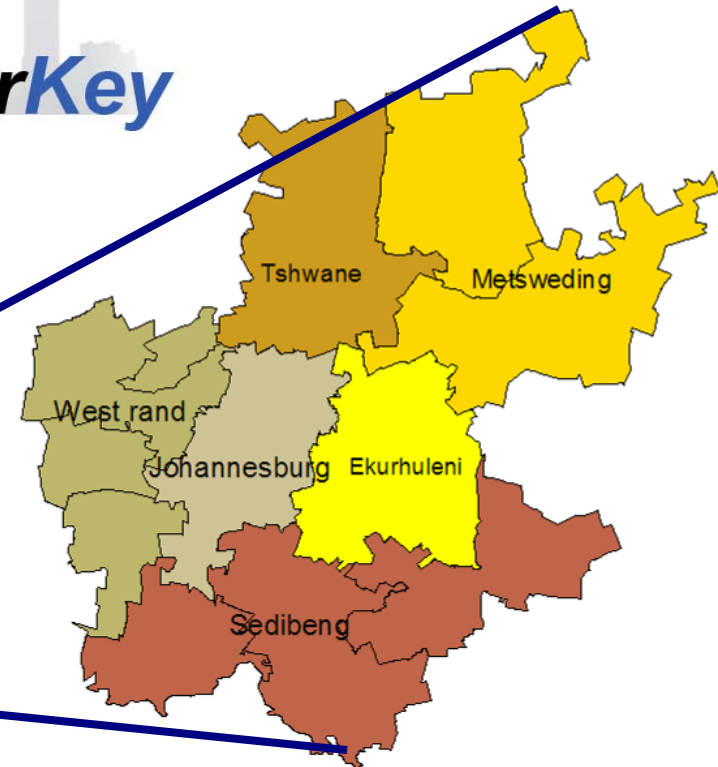 rKey
Tshwane
Metsweding
West rand
Johannesburg
Ekurhuleni
Sedibeng